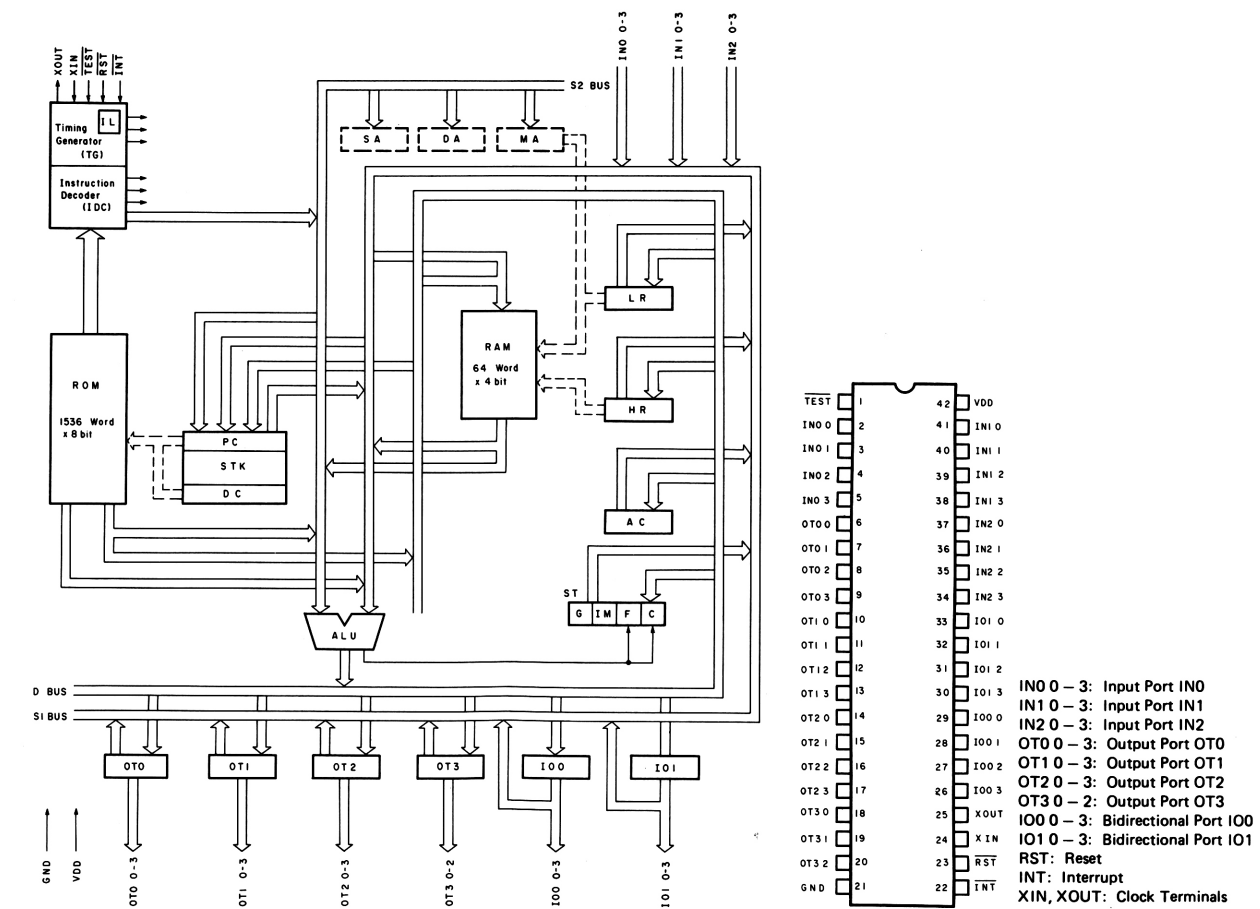 XOUT
XIN
TEST
RST
INT
IN0 0-3
IN1 0-3
IN2 0-3
S2 BUS
IL
Timing
Generator
(TG)
Instruction
Decoder
(IDC)
SA
DA
MA
LR
RAM
64 Word
x 4 bit
HR
ROM
1536 Word
x 8 bit
PC
STK
DC
AC
ST
G IM F C
ALU
D BUS
S1 BUS
OT0
OT1
OT2
OT3
IO0
IO1
GND
VDD
OT0 0-3
OT1 0-3
OT2 0-3
OT3 0-2
IO0 0-3
IO1 0-3
TEST 1 42 VDD
IN0 0 2 41 IN1 0
IN0 1 3 40 IN1 1
IN0 2 4 39 IN1 2
IN0 3 5 38 IN1 3
OT0 0 6 37 IN2 0
OT0 1 7 36 IN2 1
OT0 2 8 35 IN2 2
OT0 3 9 34 IN2 3
OT1 0 10 33 IO1 0
OT1 1 11 32 IO1 1
OT1 2 12 31 IO1 2
OT1 3 13 30 IO1 3
OT2 0 14 29 IO0 0
OT2 1 15 28 IO0 1
OT2 2 16 27 IO0 2
OT2 3 17 26 IO0 3
OT3 0 18 25 XOUT
OT3 1 19 24 XIN
OT3 2 20 23 RST
GND 21 22 INT
IN0 0 – 3: Input Port IN0
IN1 0 – 3: Input Port IN1
IN2 0 – 3: Input Port IN2
OT0 0 – 3: Output Port OT0
OT1 0 – 3: Output Port OT1
OT2 0 – 3: Output Port OT2
OT3 0 – 2: Output Port OT3
IO0 0 – 3: Bidirectional Port IO0
IO1 0 – 3: Bidirectional Port IO1
RST: Reset
INT: Interrupt
XIN, XOUT: Clock Terminals